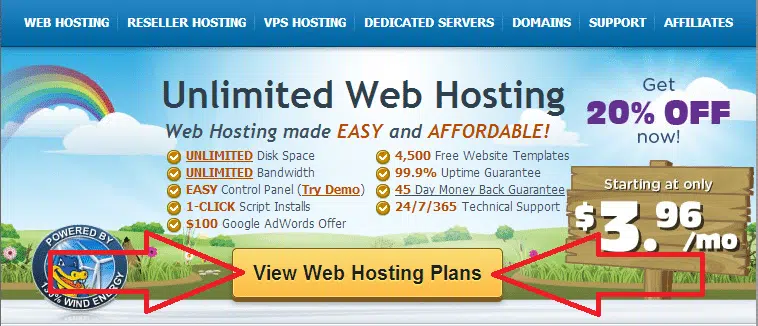 WEB HOSTING RESELLER HOSTING VPS HOSTING DEDICATED SERVERS DOMAINS SUPPORT AFFILIATES
Unlimited Web Hosting
Web Hosting made EASY and AFFORDABLE!
UNLIMITED Disk Space
UNLIMITED Bandwidth
EASY Control Panel (Try Demo)
1-CLICK Script Installs
$100 Google AdWords Offer
4,500 Free Website Templates
99.9% Uptime Guarantee
45 Day Money Back Guarantee
24/7/365 Technical Support
Get
20% OFF
now!
Starting at only
$3.96
/mo
POWERED BY
WIND ENERGY
View Web Hosting Plans